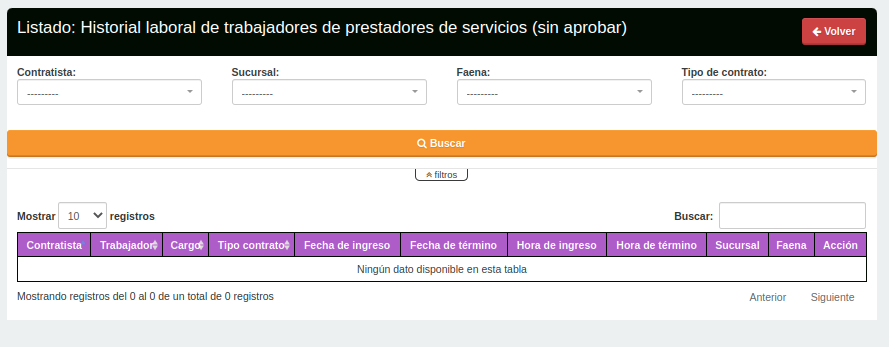 Listado: Historial laboral de trabajadores de prestadores de servicios (sin aprobar)
Volver
Contratista: Sucursal: Faena: Tipo de contrato:
--------- --------- --------- ---------
Buscar
filtros
Mostrar 10 registros Buscar:
Contratista Trabajador Cargo Tipo contrato Fecha de ingreso Fecha de término Hora de ingreso Hora de término Sucursal Faena Acción
Ningún dato disponible en esta tabla
Mostrando registros del 0 al 0 de un total de 0 registros Anterior Siguiente